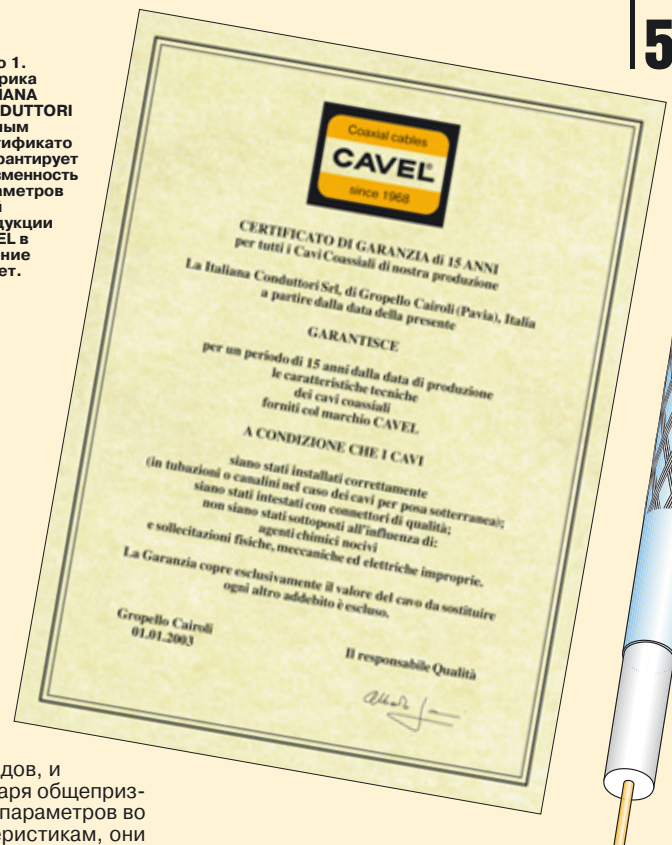 о 1.
рика
IANA
DUTTORI
ным
тификато
рантирует
зменность
аметров
й
дукции
EL в
ние
ет.
5
Coaxial cables
CAVEL®
since 1968
CERTIFICATO DI GARANZIA di 15 ANNI
per tutti i Cavi Coassiali di nostra produzione
La Italiana Conduttori Srl, di Gropello Cairoli (Pavia), Italia
a partire dalla data della presente
GARANTISCE
per un periodo di 15 anni dalla data di produzione
le caratteristiche tecniche
dei cavi coassiali
forniti col marchio CAVEL
A CONDIZIONE CHE I CAVI
siano stati installati correttamente
(in tubazioni o canalini nel caso dei cavi per posa sotterranea);
siano stati intestati con connettori di qualità;
non siano stati sottoposti all'influenza di:
agenti chimici nocivi
e sollecitazioni fisiche, meccaniche ed elettriche improprie.
La Garanzia copre esclusivamente il valore del cavo da sostituire
ogni altro addebito è escluso.
Gropello Cairoli
01.01.2003
Il responsabile Qualità
дов, и
аря общеприз-
параметров во
еристикам, они